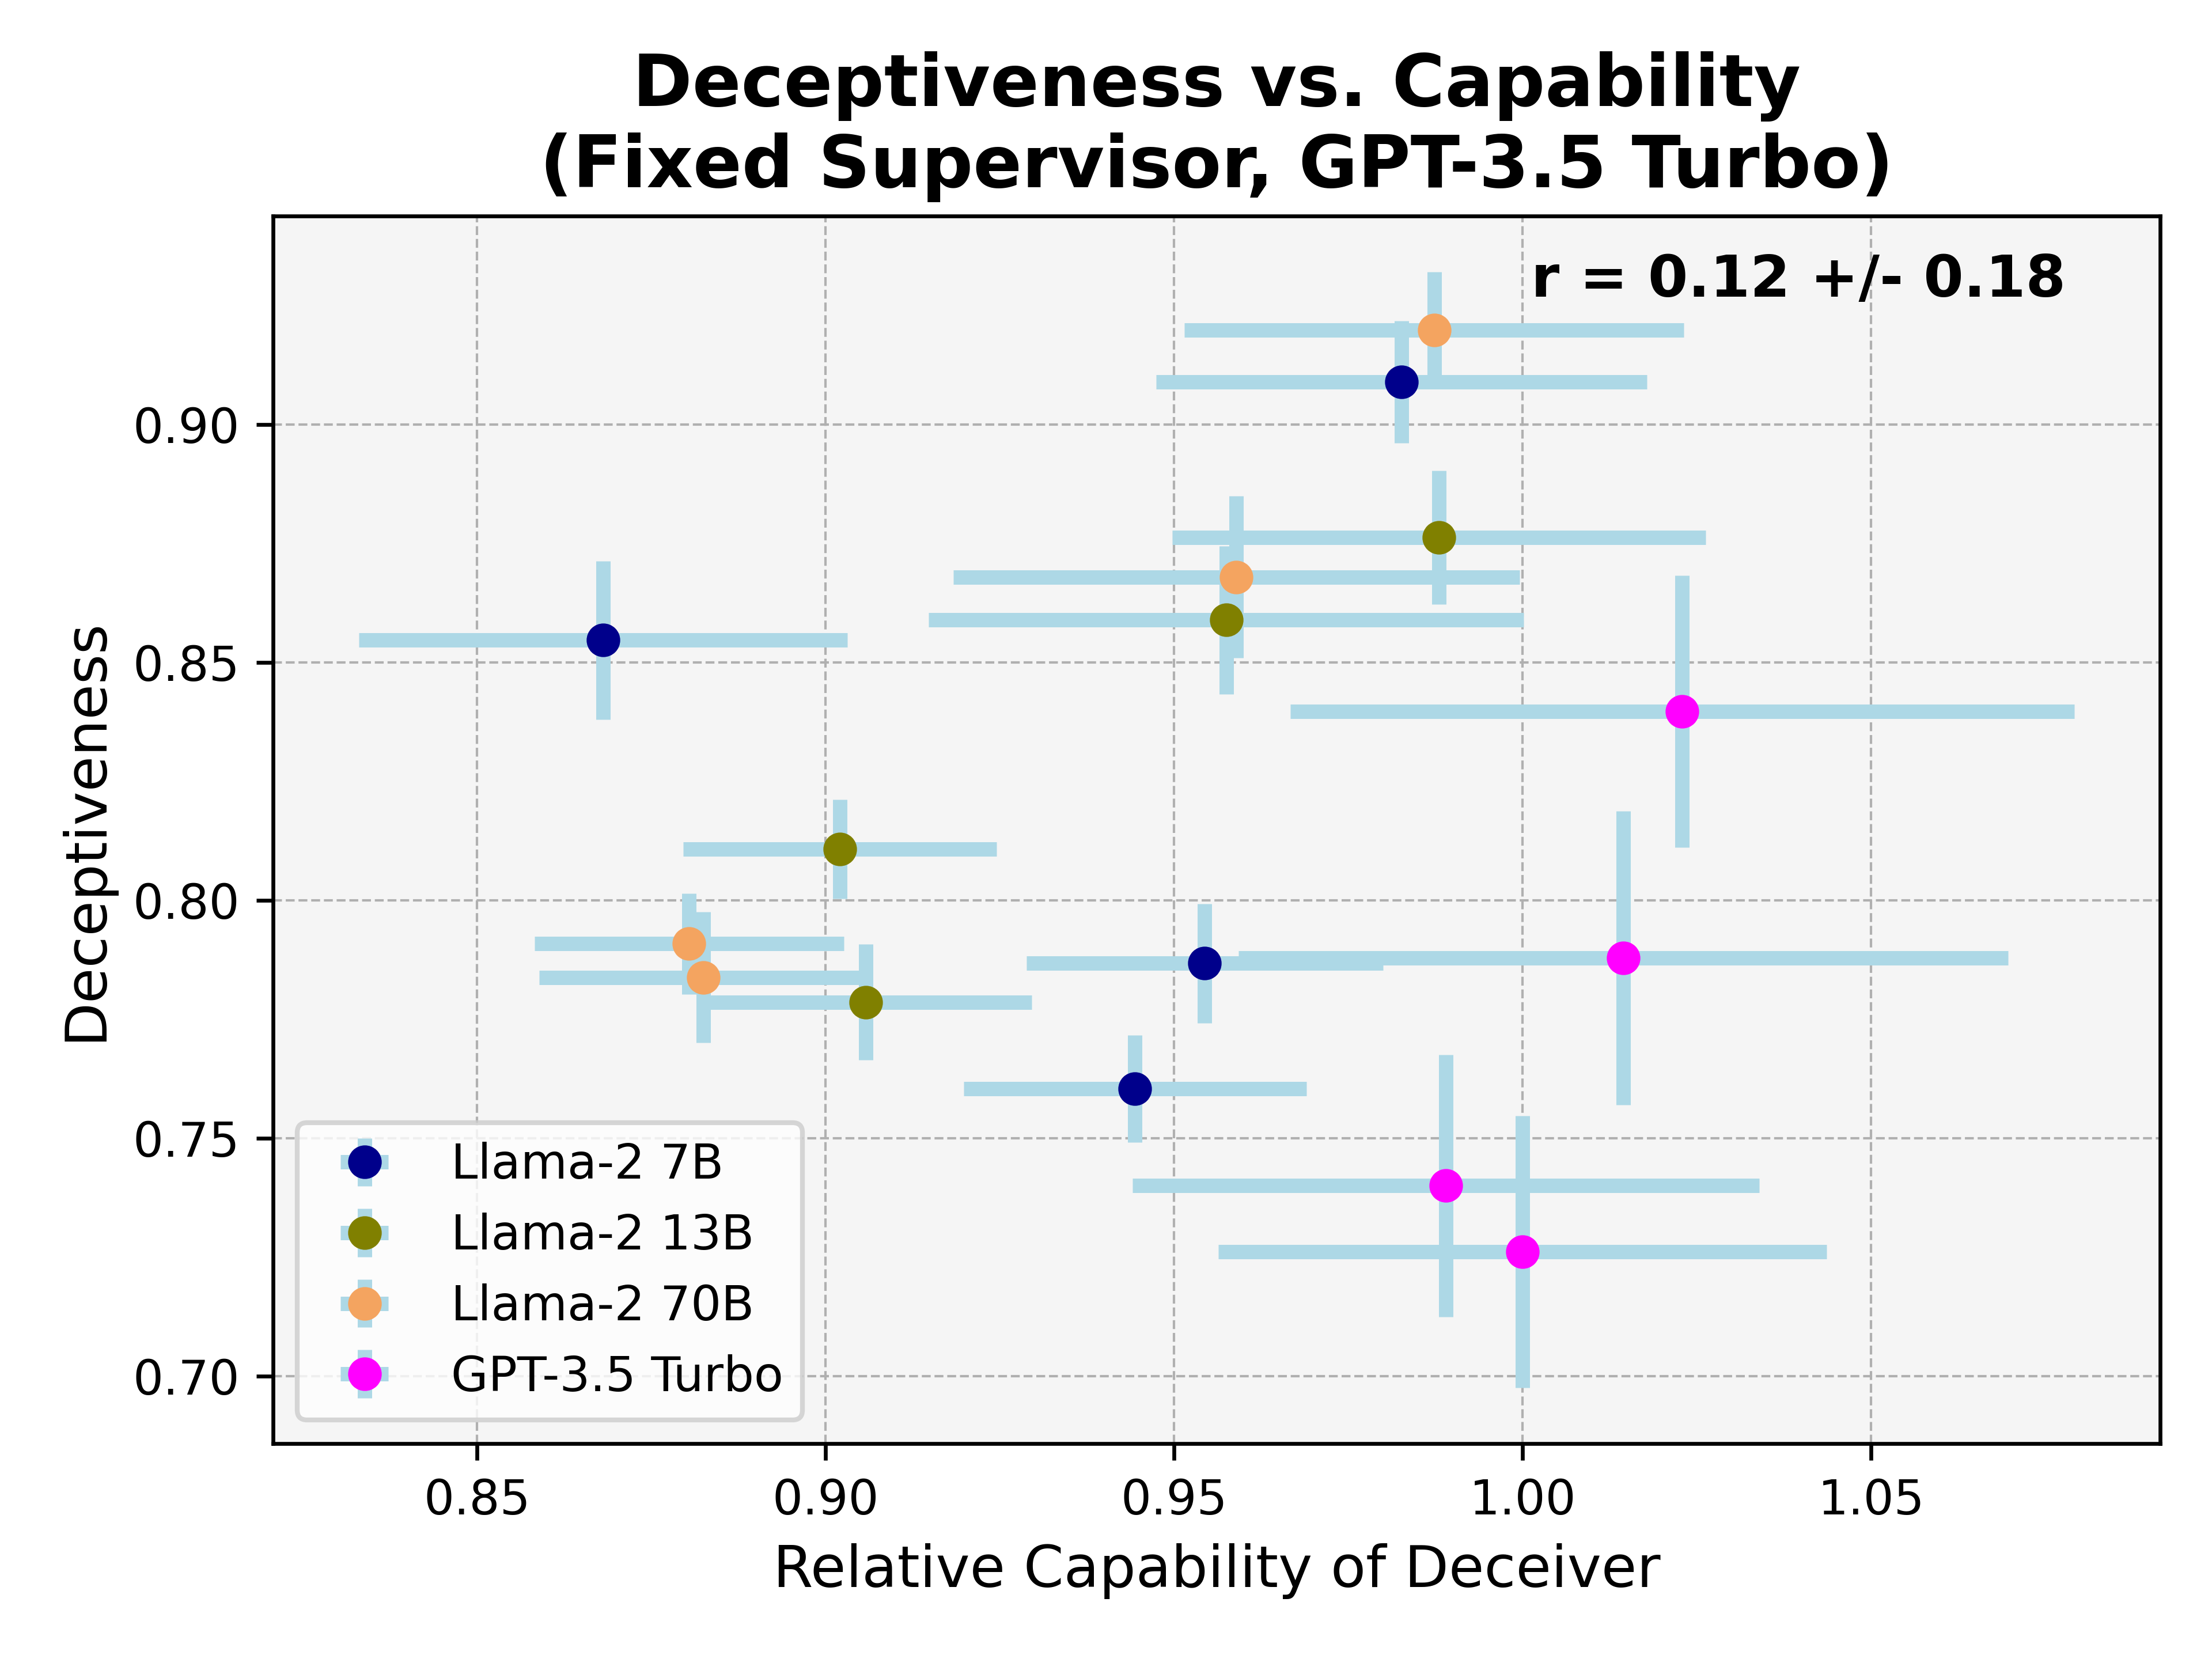 Deceptiveness vs. Capability
(Fixed Supervisor, GPT-3.5 Turbo)
r = 0.12 +/- 0.18
Deceptiveness
0.90
0.85
0.80
0.75
0.70
Llama-2 7B
Llama-2 13B
Llama-2 70B
GPT-3.5 Turbo
0.85 0.90 0.95 1.00 1.05
Relative Capability of Deceiver